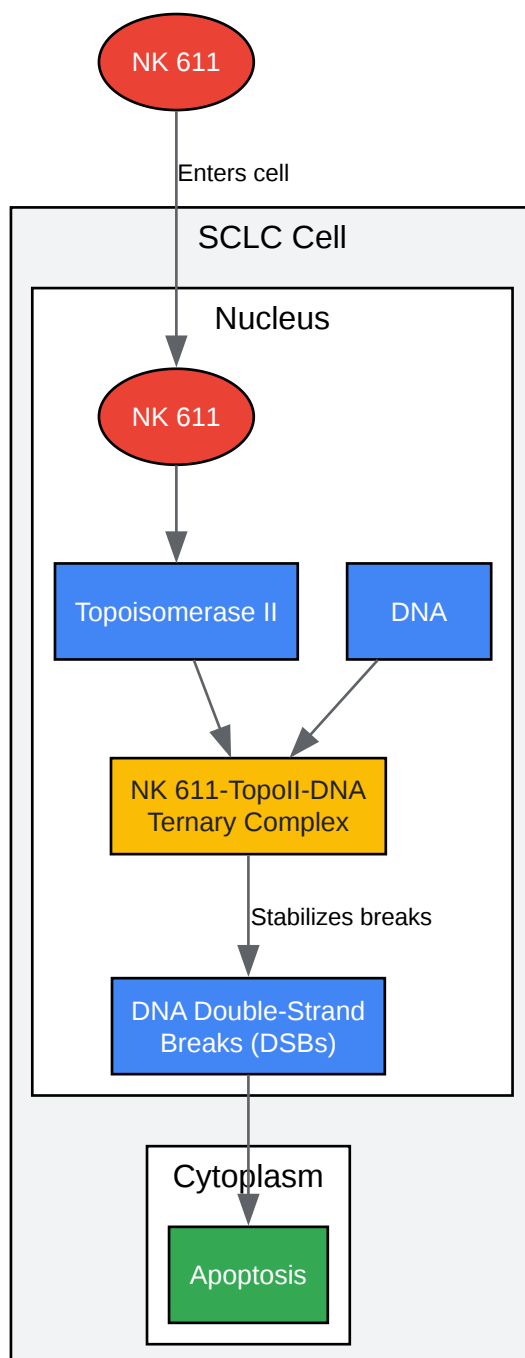 NK 611
Enters cell
SCLC Cell
Nucleus
NK 611
Topoisomerase II
DNA
NK 611-TopoII-DNA
Ternary Complex
Stabilizes breaks
DNA Double-Strand
Breaks (DSBs)
Cytoplasm
Apoptosis